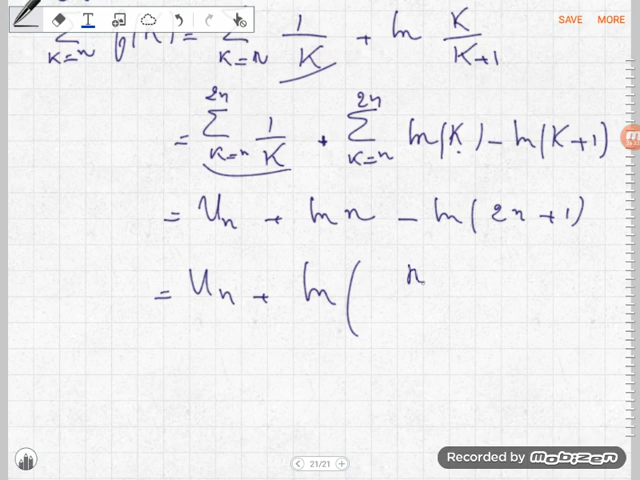 SAVE MORE
∑_{K=n} f(K) = ∑_{K=n} 1/K + ln K/(K+1)
= ∑_{K=n}^{2n} 1/K + ∑_{K=n}^{2n} ln(K) - ln(K+1)
= Un + ln n - ln(2n+1)
= Un + ln( n
21/21
Recorded by Mobizen